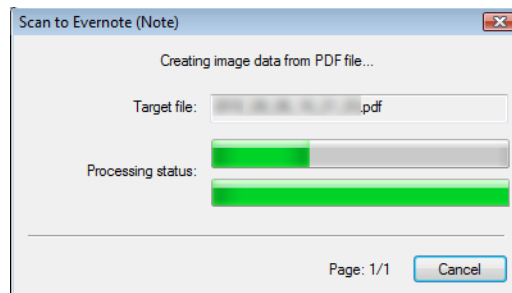 Scan to Evernote (Note)
Creating image data from PDF file...
Target file: .pdf
Processing status:
Page: 1/1 Cancel